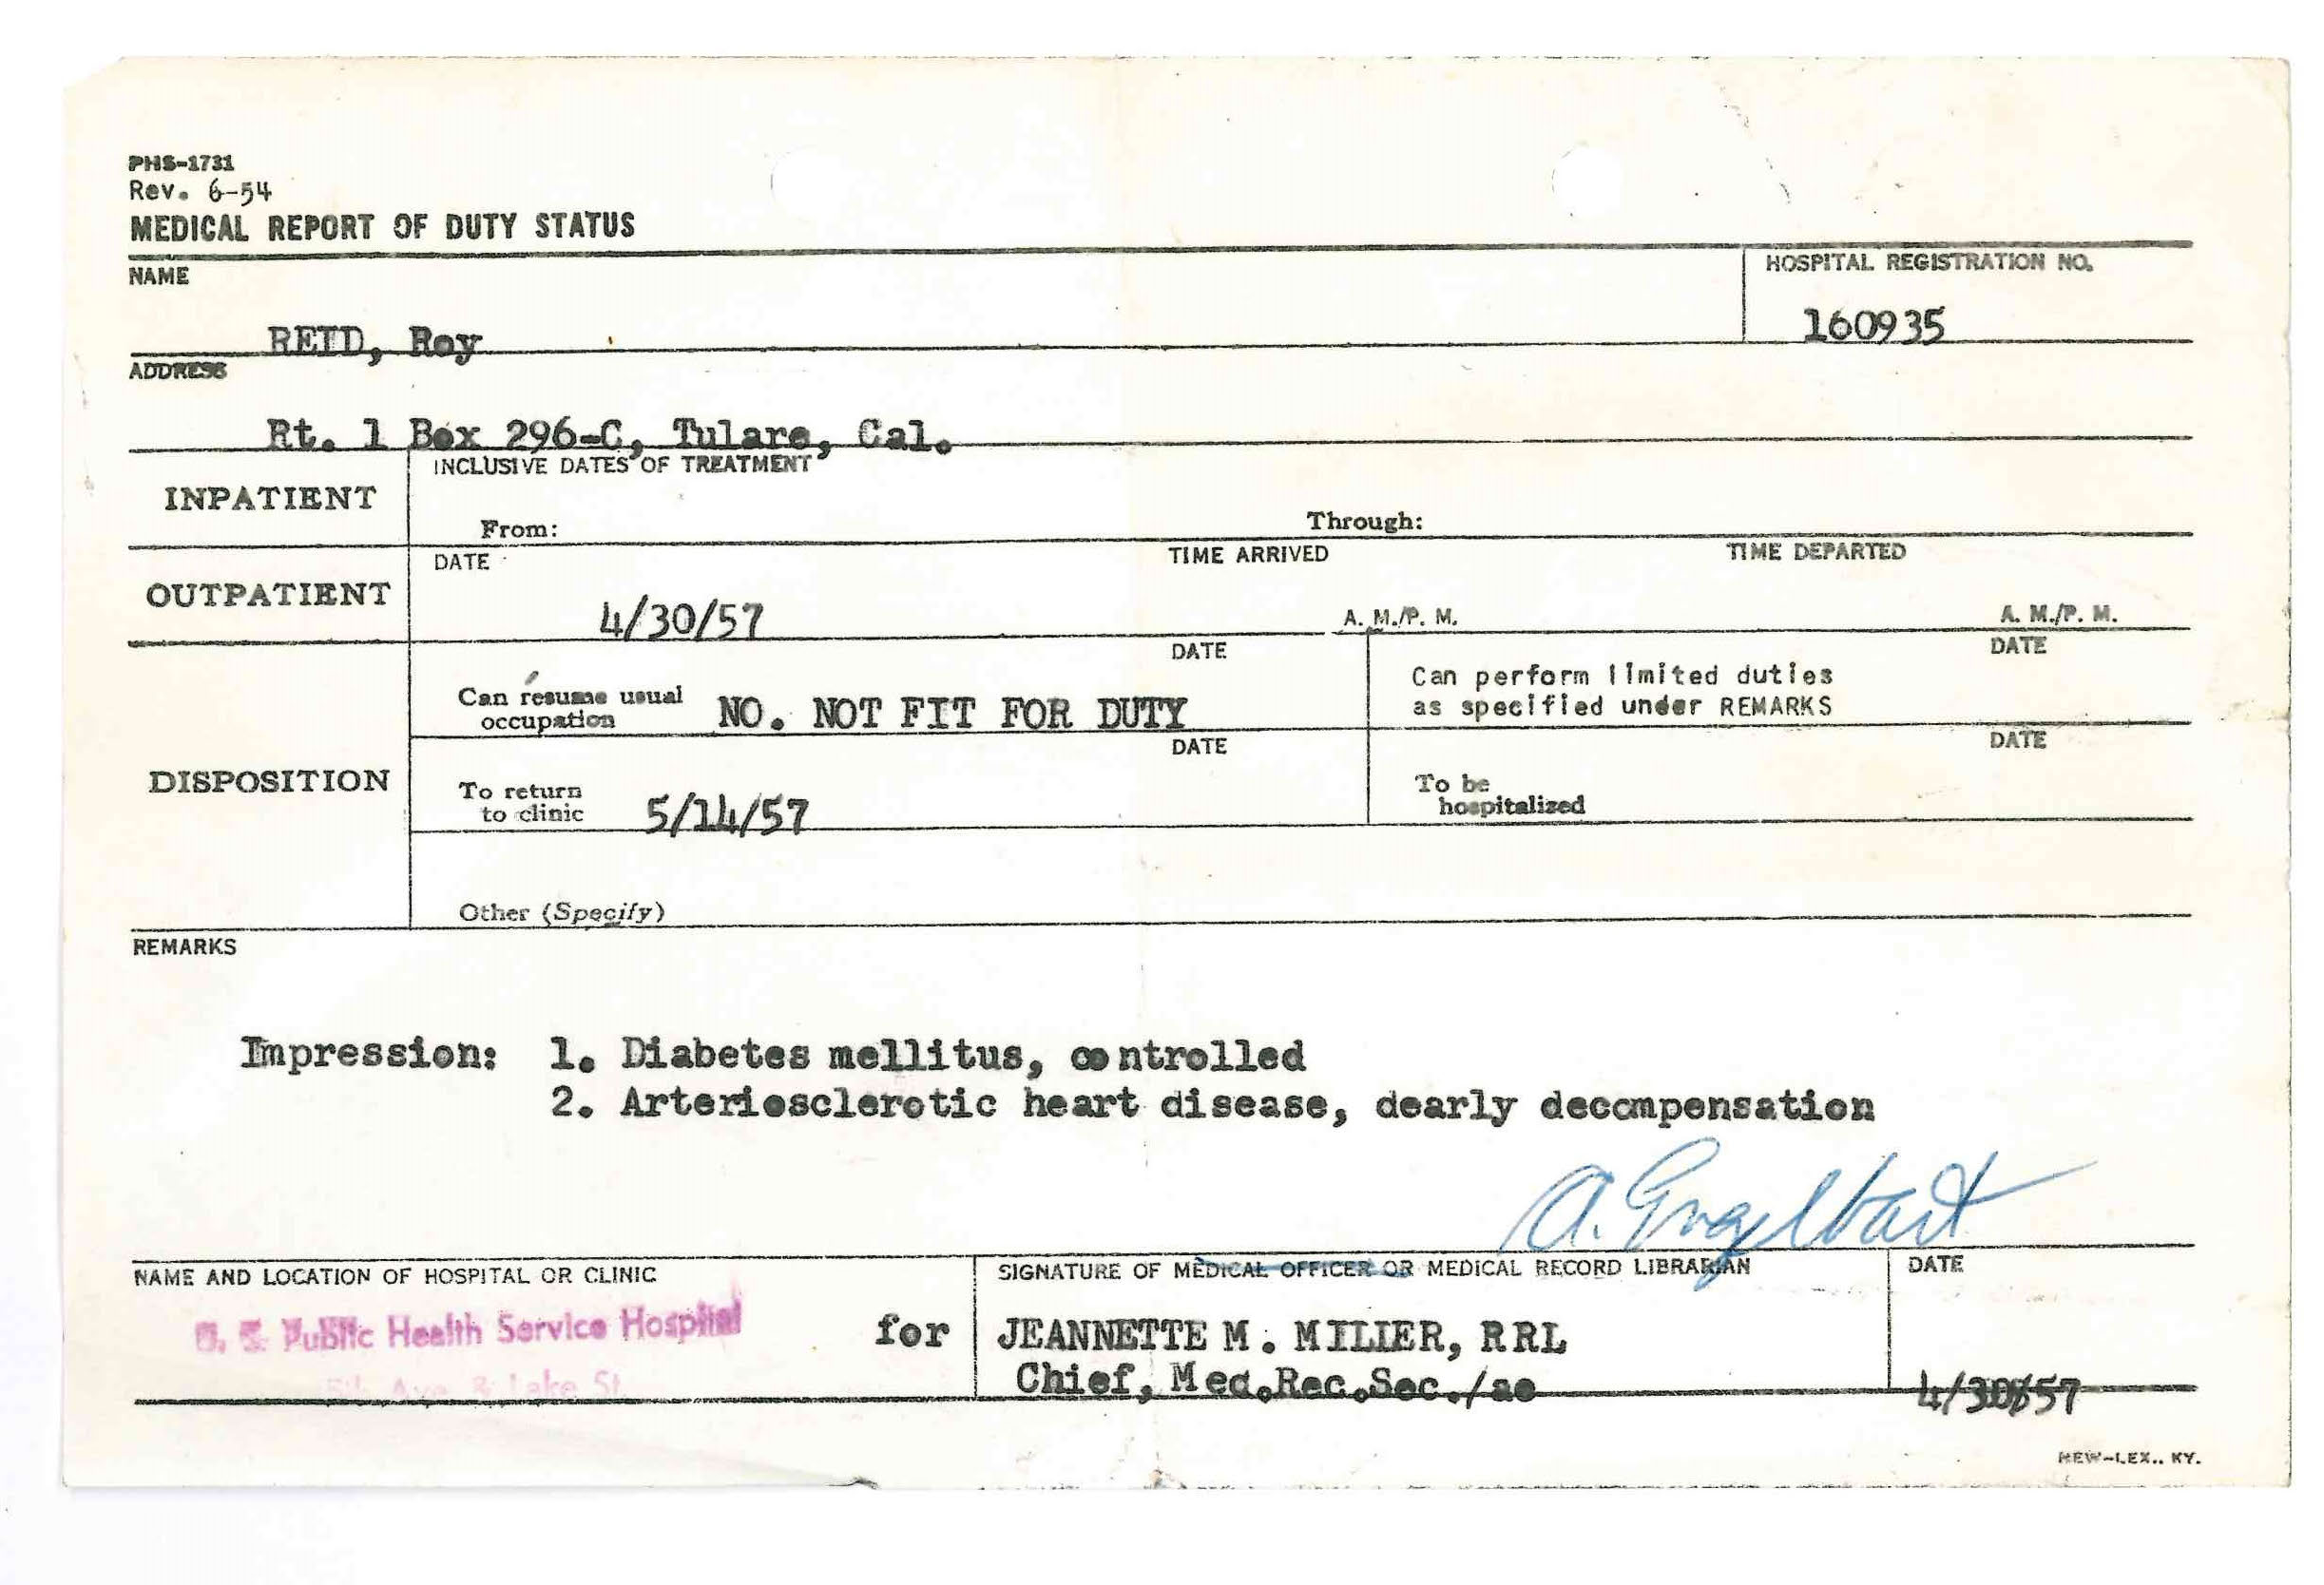 PHS-1731
Rev. 6-54
MEDICAL REPORT OF DUTY STATUS
NAME
HOSPITAL REGISTRATION NO.
REID, Roy
160935
ADDRESS
Rt. 1 Box 296-C, Tulare, Cal.
INPATIENT
INCLUSIVE DATES OF TREATMENT
From:
Through:
OUTPATIENT
DATE
TIME ARRIVED
TIME DEPARTED
4/30/57
A. M./P. M.
A. M./P. M.
DISPOSITION
DATE
Can resume usual
occupation
NO. NOT FIT FOR DUTY
DATE
Can perform limited duties
as specified under REMARKS
DATE
To return
to clinic
5/14/57
DATE
To be
hospitalized
Other (Specify)
REMARKS
Impression: 1. Diabetes mellitus, controlled
2. Arteriosclerotic heart disease, dearly decompensation
A. Engelbart
NAME AND LOCATION OF HOSPITAL OR CLINIC
SIGNATURE OF MEDICAL OFFICER OR MEDICAL RECORD LIBRARIAN
DATE
U. S. Public Health Service Hospital
5th Ave & Lake St.
for
JEANNETTE M. MILIER, RRL
Chief, Med.Rec.Sec./ae
4/30/57
HEW-LEX., KY.